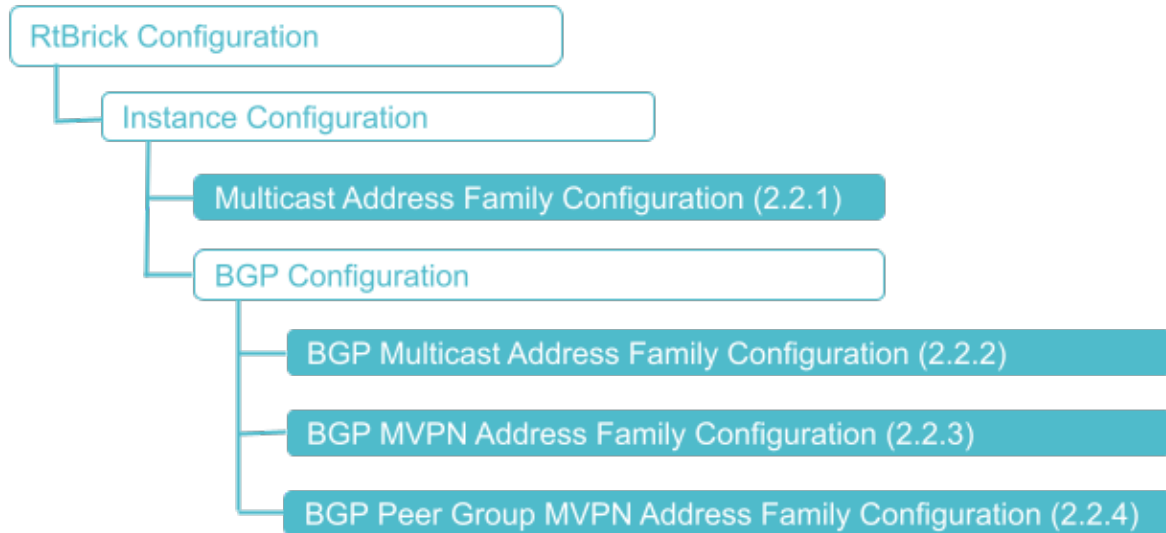 RtBrick Configuration
Instance Configuration
Multicast Address Family Configuration (2.2.1)
BGP Configuration
BGP Multicast Address Family Configuration (2.2.2)
BGP MVPN Address Family Configuration (2.2.3)
BGP Peer Group MVPN Address Family Configuration (2.2.4)